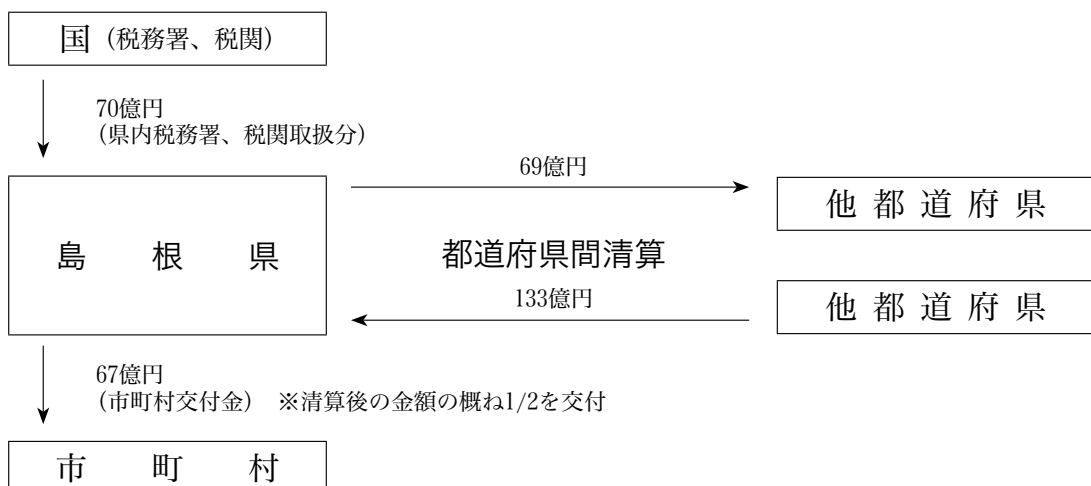 国（税務署、税関）
70億円
（県内税務署、税関取扱分）
69億円
他都道府県
島根県
都道府県間清算
133億円
他都道府県
67億円
（市町村交付金）　※清算後の金額の概ね1/2を交付
市町村